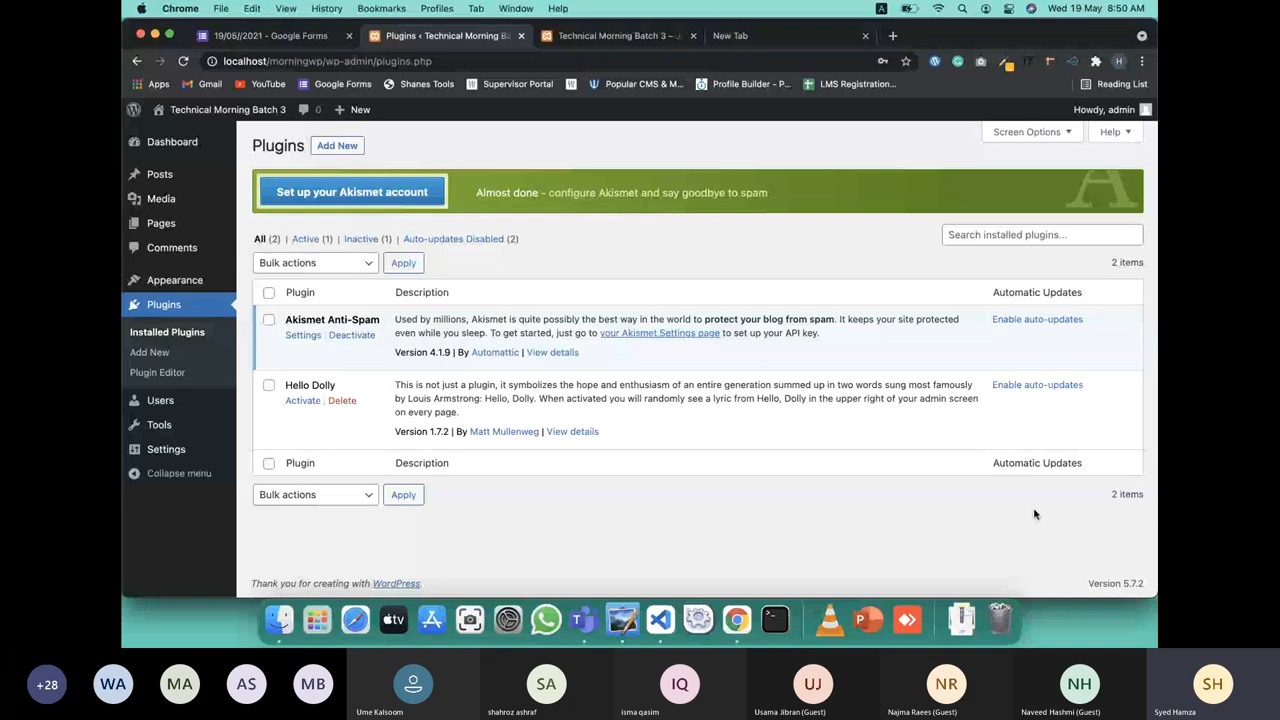 Chrome File Edit View History Bookmarks Profiles Tab Window Help A Wed 19 May 8:50 AM
19/05//2021 - Google Forms Plugins ‹ Technical Morning Ba Technical Morning Batch 3 – J New Tab
localhost/morningwp/wp-admin/plugins.php
Apps Gmail YouTube Google Forms Shanes Tools Supervisor Portal Popular CMS & M... Profile Builder - P... LMS Registration... Reading List
Technical Morning Batch 3 0 New Howdy, admin
Screen Options Help
Dashboard
Posts
Media
Pages
Comments
Appearance
Plugins
Installed Plugins
Add New
Plugin Editor
Users
Tools
Settings
Collapse menu
Plugins Add New
Set up your Akismet account Almost done - configure Akismet and say goodbye to spam A
All (2) | Active (1) | Inactive (1) | Auto-updates Disabled (2)
Search installed plugins...
Bulk actions Apply 2 items
Plugin Description Automatic Updates
Akismet Anti-Spam
Settings | Deactivate
Used by millions, Akismet is quite possibly the best way in the world to protect your blog from spam. It keeps your site protected
even while you sleep. To get started, just go to your Akismet Settings page to set up your API key.
Version 4.1.9 | By Automattic | View details
Enable auto-updates
Hello Dolly
Activate | Delete
This is not just a plugin, it symbolizes the hope and enthusiasm of an entire generation summed up in two words sung most famously
by Louis Armstrong: Hello, Dolly. When activated you will randomly see a lyric from Hello, Dolly in the upper right of your admin screen
on every page.
Version 1.7.2 | By Matt Mullenweg | View details
Enable auto-updates
Plugin Description Automatic Updates
Bulk actions Apply 2 items
Thank you for creating with WordPress. Version 5.7.2
tv
+28 WA MA AS MB SA IQ UJ NR NH SH
Ume Kalsoom shahroz ashraf isma qasim Usama Jibran (Guest) Najma Raees (Guest) Naveed Hashmi (Guest) Syed Hamza